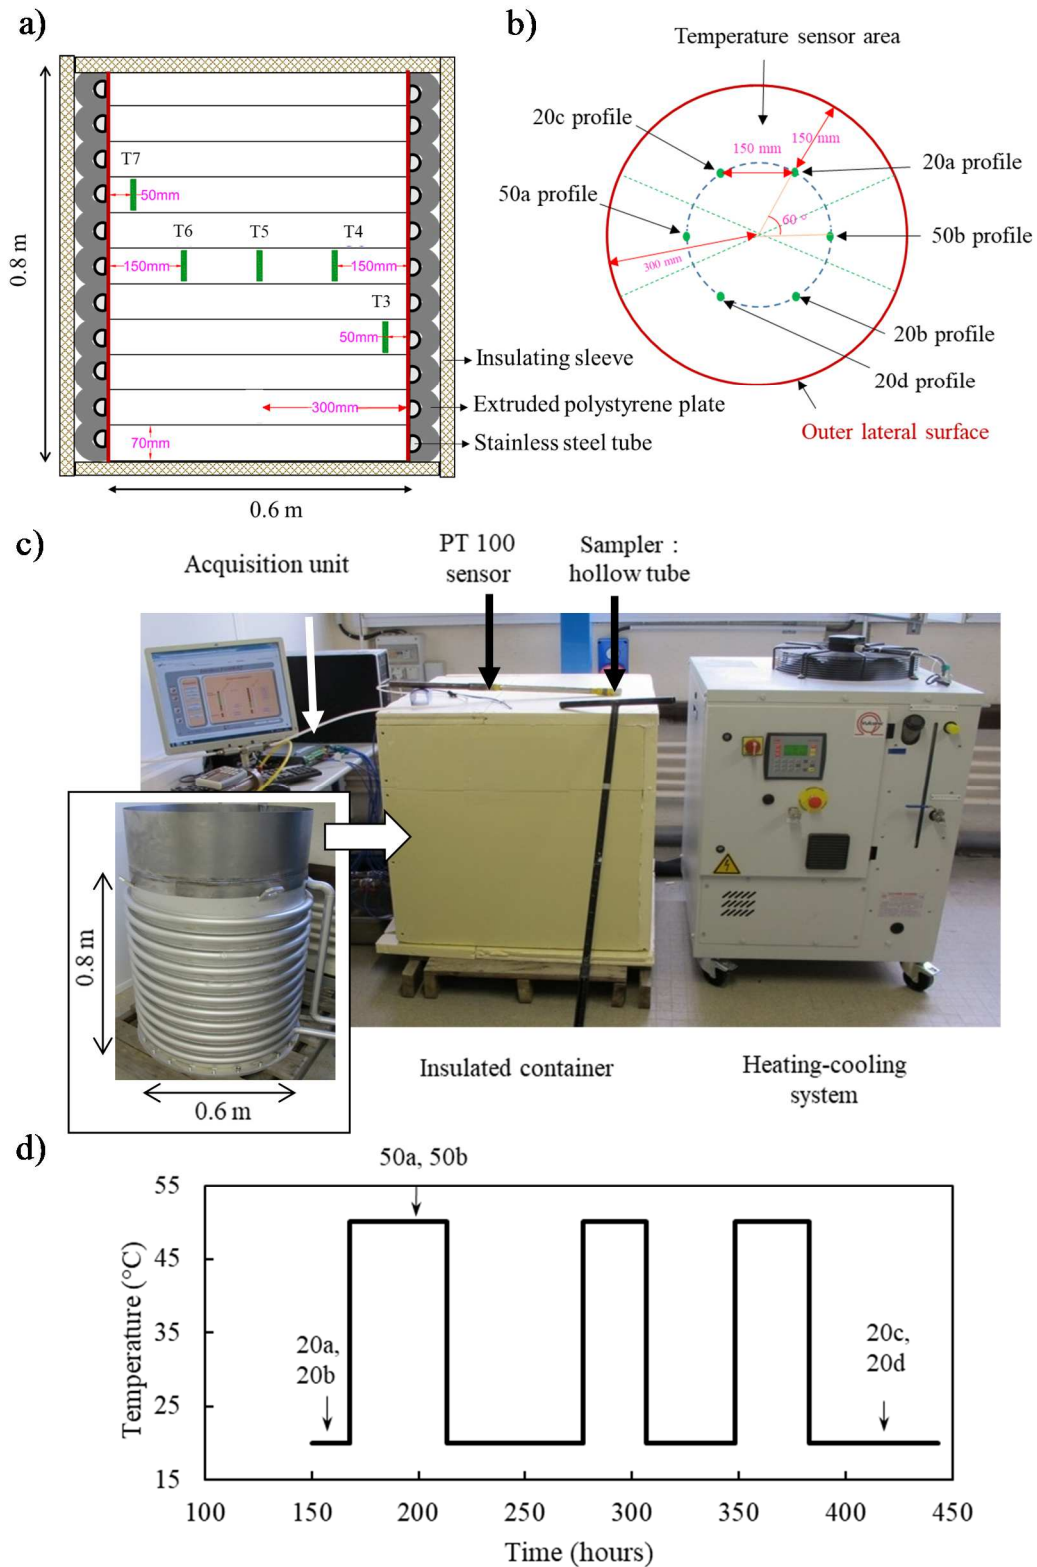 a)
T7
50mm
T6
T5
T4
150mm
150mm
T3
50mm
300mm
70mm
0.8 m
0.6 m
Insulating sleeve
Extruded polystyrene plate
Stainless steel tube
b)
Temperature sensor area
20c profile
150 mm
150 mm
20a profile
50a profile
60 °
50b profile
300 mm
20b profile
20d profile
Outer lateral surface
c)
Acquisition unit
PT 100
sensor
Sampler :
hollow tube
0.8 m
0.6 m
Insulated container
Heating-cooling
system
d)
50a, 50b
55
45
35
25
15
Temperature (°C)
20a,
20b
20c,
20d
100
150
200
250
300
350
400
450
Time (hours)